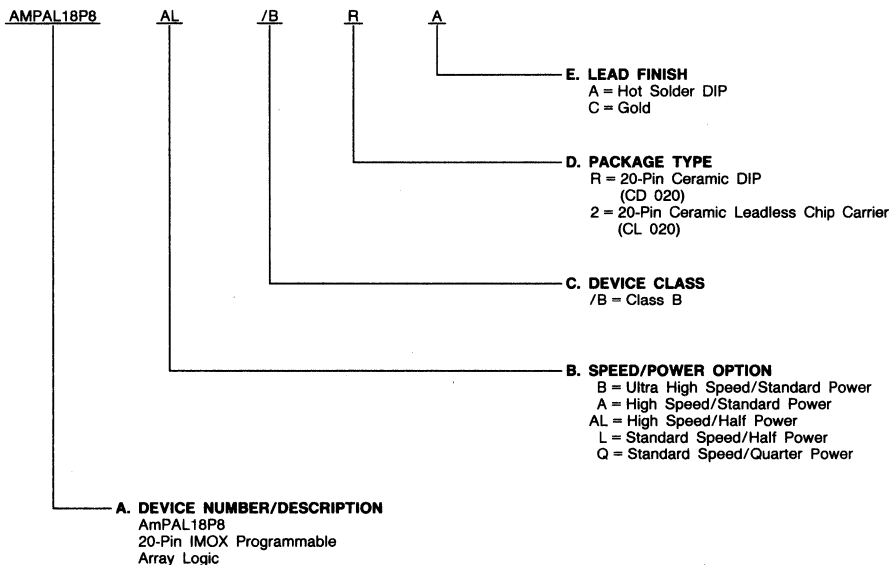 AMPAL18P8 AL /B R A
E. LEAD FINISH
A = Hot Solder DIP
C = Gold
D. PACKAGE TYPE
R = 20-Pin Ceramic DIP
(CD 020)
2 = 20-Pin Ceramic Leadless Chip Carrier
(CL 020)
C. DEVICE CLASS
/B = Class B
B. SPEED/POWER OPTION
B = Ultra High Speed/Standard Power
A = High Speed/Standard Power
AL = High Speed/Half Power
L = Standard Speed/Half Power
Q = Standard Speed/Quarter Power
A. DEVICE NUMBER/DESCRIPTION
AmPAL18P8
20-Pin IMOX Programmable
Array Logic